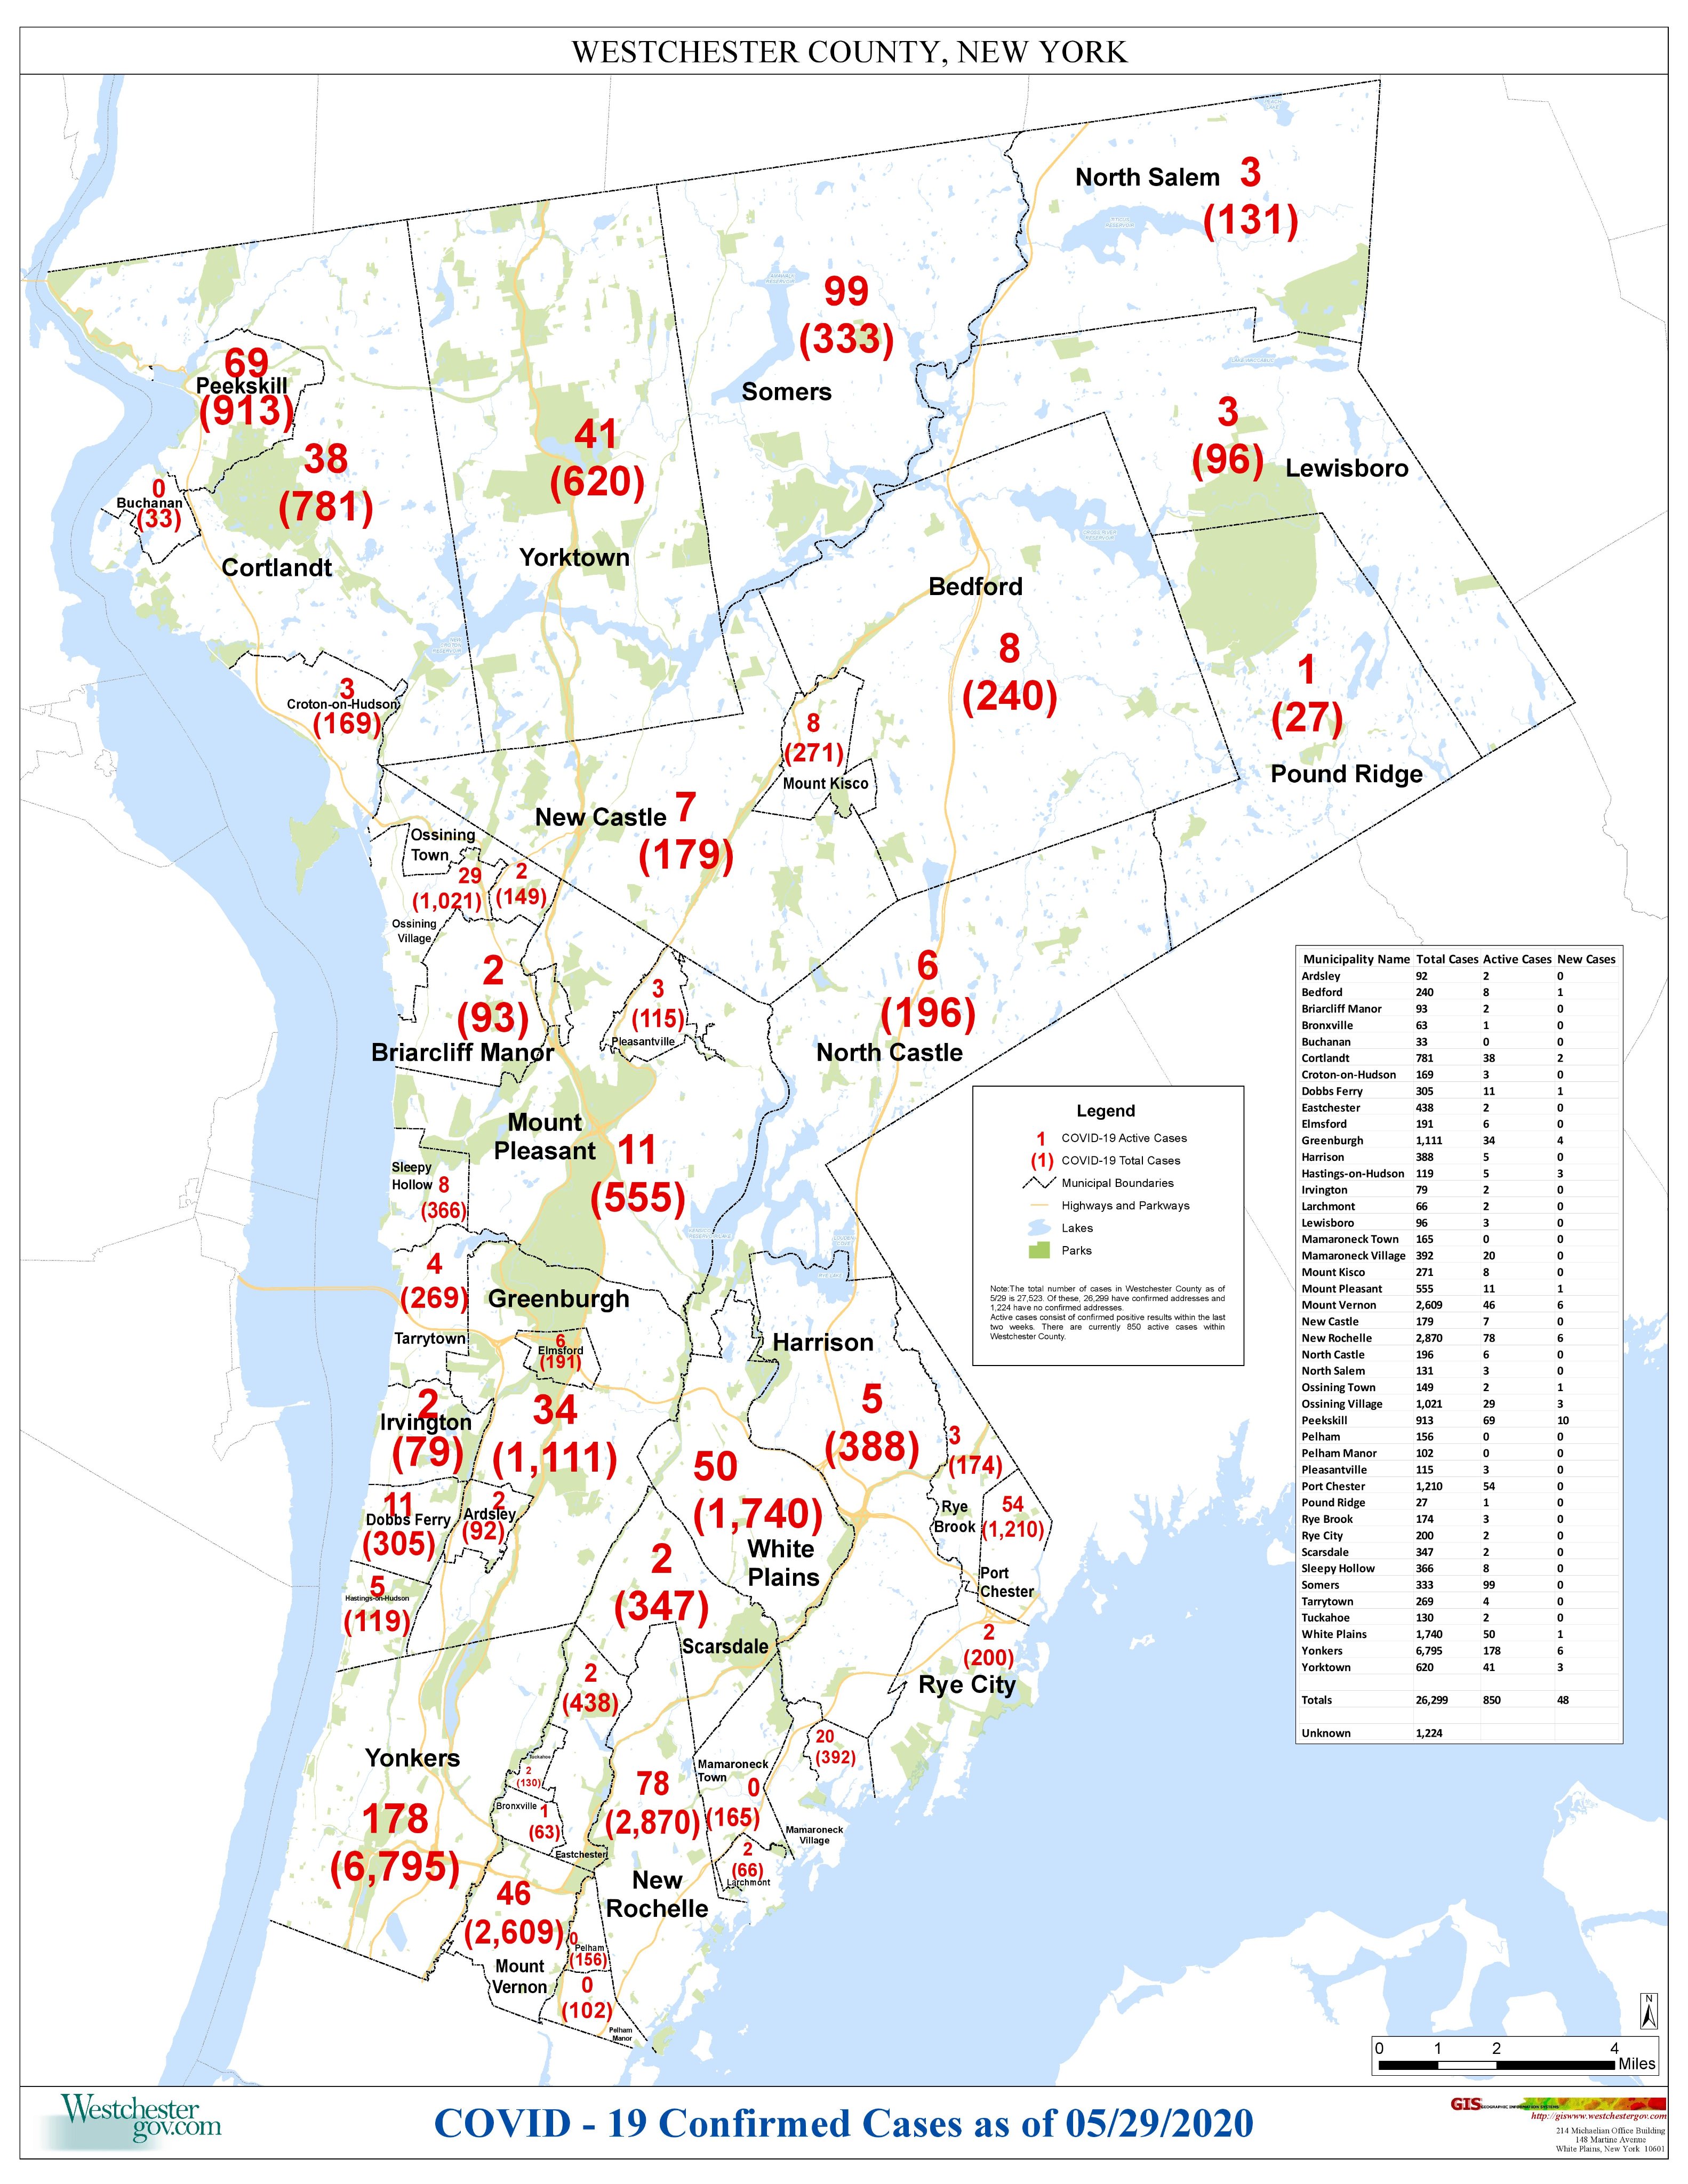 WESTCHESTER COUNTY, NEW YORK
North Salem 3
(131)
99
(333)
Somers
69
Peekskill
(913)
38
(781)
Cortlandt
0
Buchanan
(33)
41
(620)
Yorktown
3
(96) Lewisboro
Bedford
8
(240)
1
(27)
Pound Ridge
3
Croton-on-Hudson
(169)
8
(271)
Mount Kisco
New Castle 7
(179)
Ossining
Town
29
(1,021)
2
(149)
Ossining
Village
2
(93)
Briarcliff Manor
3
(115)
Pleasantville
6
(196)
North Castle
Mount
Pleasant 11
(555)
Sleepy
Hollow 8
(366)
4
(269)
Tarrytown
Greenburgh
6
Elmsford
(191)
34
(1,111)
2
Irvington
(79)
Harrison
5
(388)
3
(174)
Rye
Brook
54
(1,210)
Port
Chester
50
(1,740)
White
Plains
11
Dobbs Ferry
(305)
2
Ardsley
(92)
5
Hastings-on-Hudson
(119)
2
(347)
Scarsdale
2
(200)
Rye City
2
(438)
Yonkers
178
(6,795)
Tuckahoe
2
(130)
Bronxville 1
(63)
Eastchester
78
(2,870)
New
Rochelle
Mamaroneck
Town 0
(165)
20
(392)
Mamaroneck
Village
2
(66)
Larchmont
46
(2,609)
Mount
Vernon
0
Pelham
(156)
0
(102)
Pelham
Manor
Legend
1 COVID-19 Active Cases
(1) COVID-19 Total Cases
Municipal Boundaries
Highways and Parkways
Lakes
Parks
Note:The total number of cases in Westchester County as of
5/29 is 27,523. Of these, 26,299 have confirmed addresses and
1,224 have no confirmed addresses.
Active cases consist of confirmed positive results within the last
two weeks. There are currently 850 active cases within
Westchester County.
Municipality Name Total Cases Active Cases New Cases
Ardsley 92 2 0
Bedford 240 8 1
Briarcliff Manor 93 2 0
Bronxville 63 1 0
Buchanan 33 0 0
Cortlandt 781 38 2
Croton-on-Hudson 169 3 0
Dobbs Ferry 305 11 1
Eastchester 438 2 0
Elmsford 191 6 0
Greenburgh 1,111 34 4
Harrison 388 5 0
Hastings-on-Hudson 119 5 3
Irvington 79 2 0
Larchmont 66 2 0
Lewisboro 96 3 0
Mamaroneck Town 165 0 0
Mamaroneck Village 392 20 0
Mount Kisco 271 8 0
Mount Pleasant 555 11 1
Mount Vernon 2,609 46 6
New Castle 179 7 0
New Rochelle 2,870 78 6
North Castle 196 6 0
North Salem 131 3 0
Ossining Town 149 2 1
Ossining Village 1,021 29 3
Peekskill 913 69 10
Pelham 156 0 0
Pelham Manor 102 0 0
Pleasantville 115 3 0
Port Chester 1,210 54 0
Pound Ridge 27 1 0
Rye Brook 174 3 0
Rye City 200 2 0
Scarsdale 347 2 0
Sleepy Hollow 366 8 0
Somers 333 99 0
Tarrytown 269 4 0
Tuckahoe 130 2 0
White Plains 1,740 50 1
Yonkers 6,795 178 6
Yorktown 620 41 3
Totals 26,299 850 48
Unknown 1,224
N
0 1 2 4
Miles
Westchester
gov.com
COVID - 19 Confirmed Cases as of 05/29/2020
GIS GEOGRAPHIC INFORMATION SYSTEMS
http://giswww.westchestergov.com
214 Michaelian Office Building
148 Martine Avenue
White Plains, New York 10601